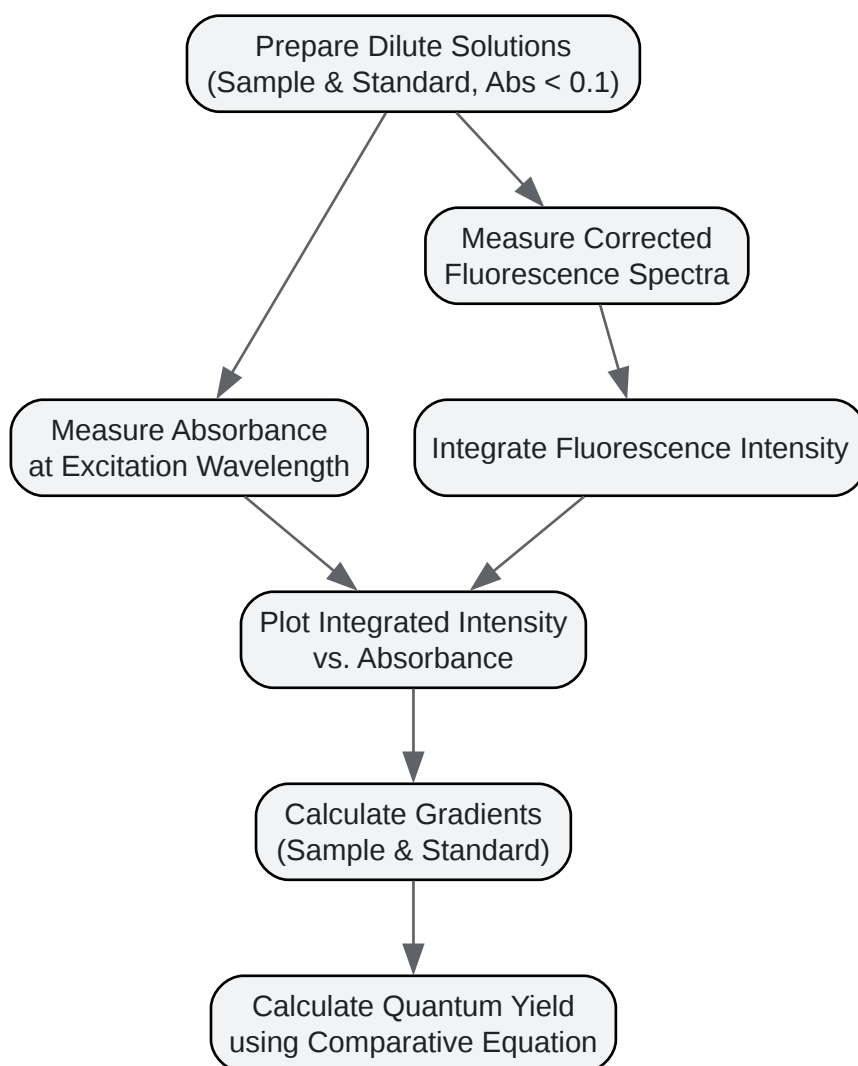 Prepare Dilute Solutions
(Sample & Standard, Abs < 0.1)
Measure Corrected
Fluorescence Spectra
Measure Absorbance
at Excitation Wavelength
Integrate Fluorescence Intensity
Plot Integrated Intensity
vs. Absorbance
Calculate Gradients
(Sample & Standard)
Calculate Quantum Yield
using Comparative Equation